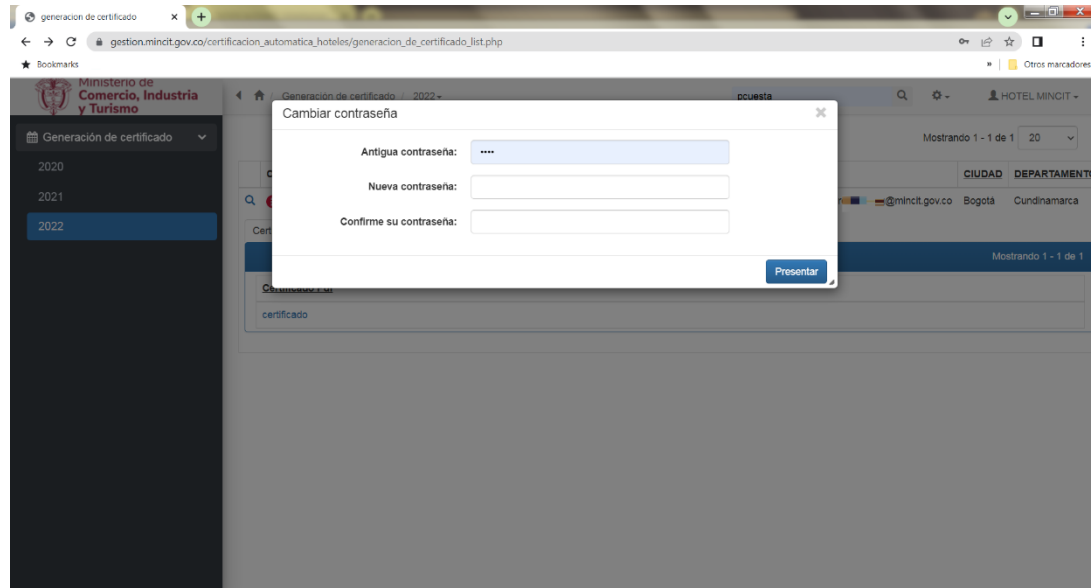 generacion de certificado
gestion.mincit.gov.co/certificacion_automatica_hoteles/generacion_de_certificado_list.php
Bookmarks
» Otros marcadores
Ministerio de
Comercio, Industria
y Turismo
Generación de certificado / 2022
pcuesta
HOTEL MINCIT
Generación de certificado
2020
2021
2022
Cambiar contraseña
Antigua contraseña: ••••
Nueva contraseña:
Confirme su contraseña:
Presentar
Mostrando 1 - 1 de 1 20
CIUDAD DEPARTAMENTO
@mincit.gov.co Bogotá Cundinamarca
Mostrando 1 - 1 de 1
Certificado Pdf
certificado